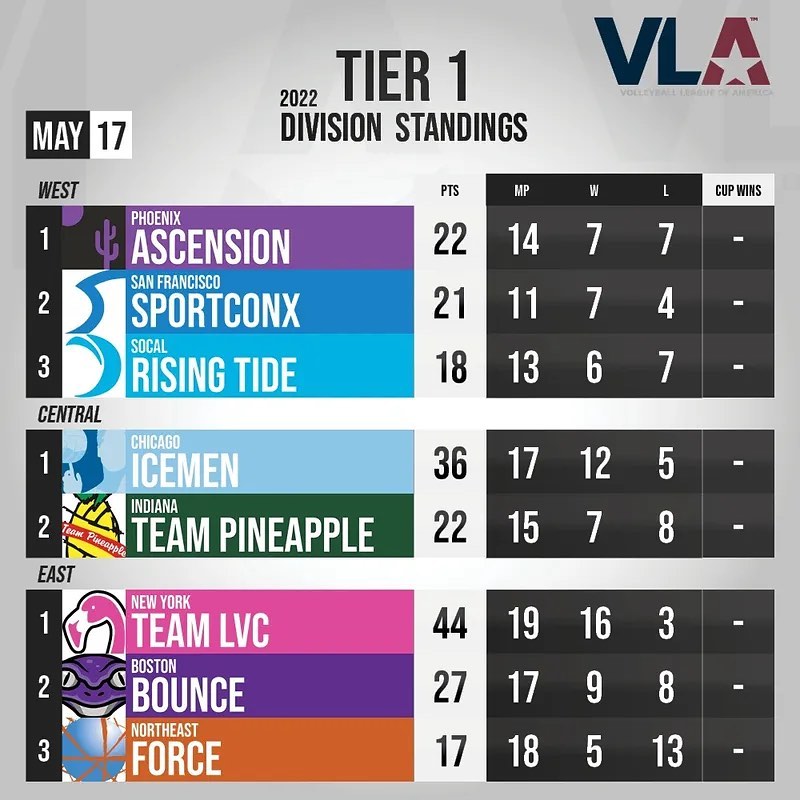 VLA™
VOLLEYBALL LEAGUE OF AMERICA
2022 TIER 1
DIVISION STANDINGS
MAY 17
WEST PTS MP W L CUP WINS
1 PHOENIX ASCENSION 22 14 7 7 -
2 SAN FRANCISCO SPORTCONX 21 11 7 4 -
3 SOCAL RISING TIDE 18 13 6 7 -
CENTRAL
1 CHICAGO ICEMEN 36 17 12 5 -
Team Pineapple
2 INDIANA TEAM PINEAPPLE 22 15 7 8 -
EAST
1 NEW YORK TEAM LVC 44 19 16 3 -
2 BOSTON BOUNCE 27 17 9 8 -
3 NORTHEAST FORCE 17 18 5 13 -